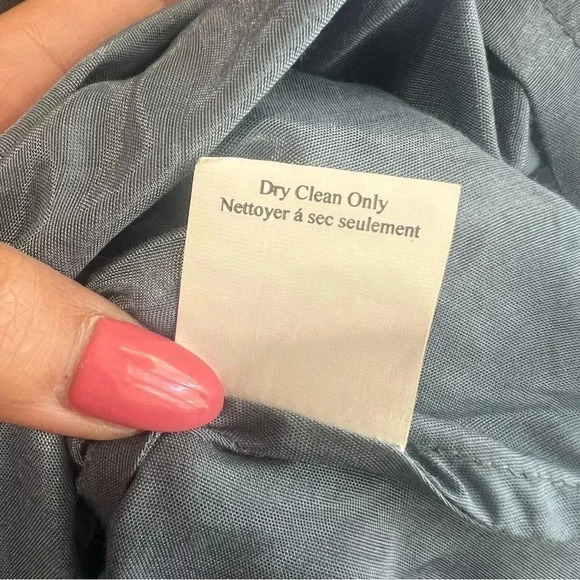 Dry Clean Only
Nettoyer á sec seulement